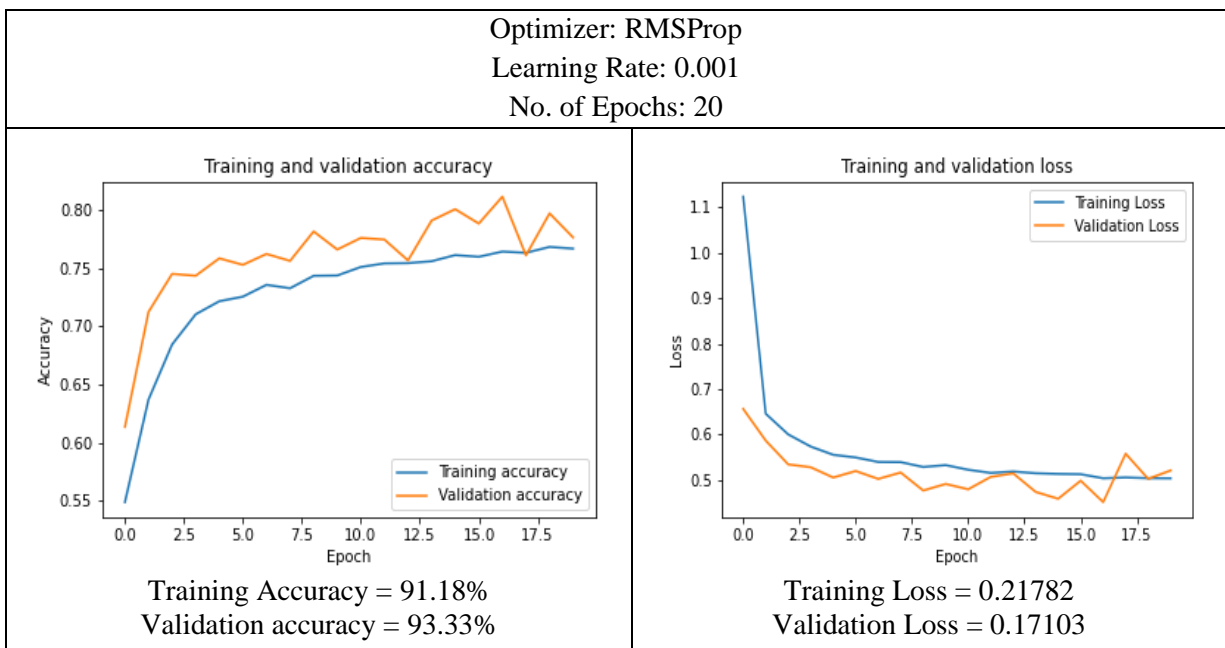 Optimizer: RMSProp
Learning Rate: 0.001
No. of Epochs: 20
Training and validation accuracy
0.80
0.75
0.70
0.65
0.60
0.55
Accuracy
Training accuracy
Validation accuracy
0.0 2.5 5.0 7.5 10.0 12.5 15.0 17.5
Epoch
Training Accuracy = 91.18%
Validation accuracy = 93.33%
Training and validation loss
1.1
1.0
0.9
0.8
0.7
0.6
0.5
Loss
Training Loss
Validation Loss
0.0 2.5 5.0 7.5 10.0 12.5 15.0 17.5
Epoch
Training Loss = 0.21782
Validation Loss = 0.17103